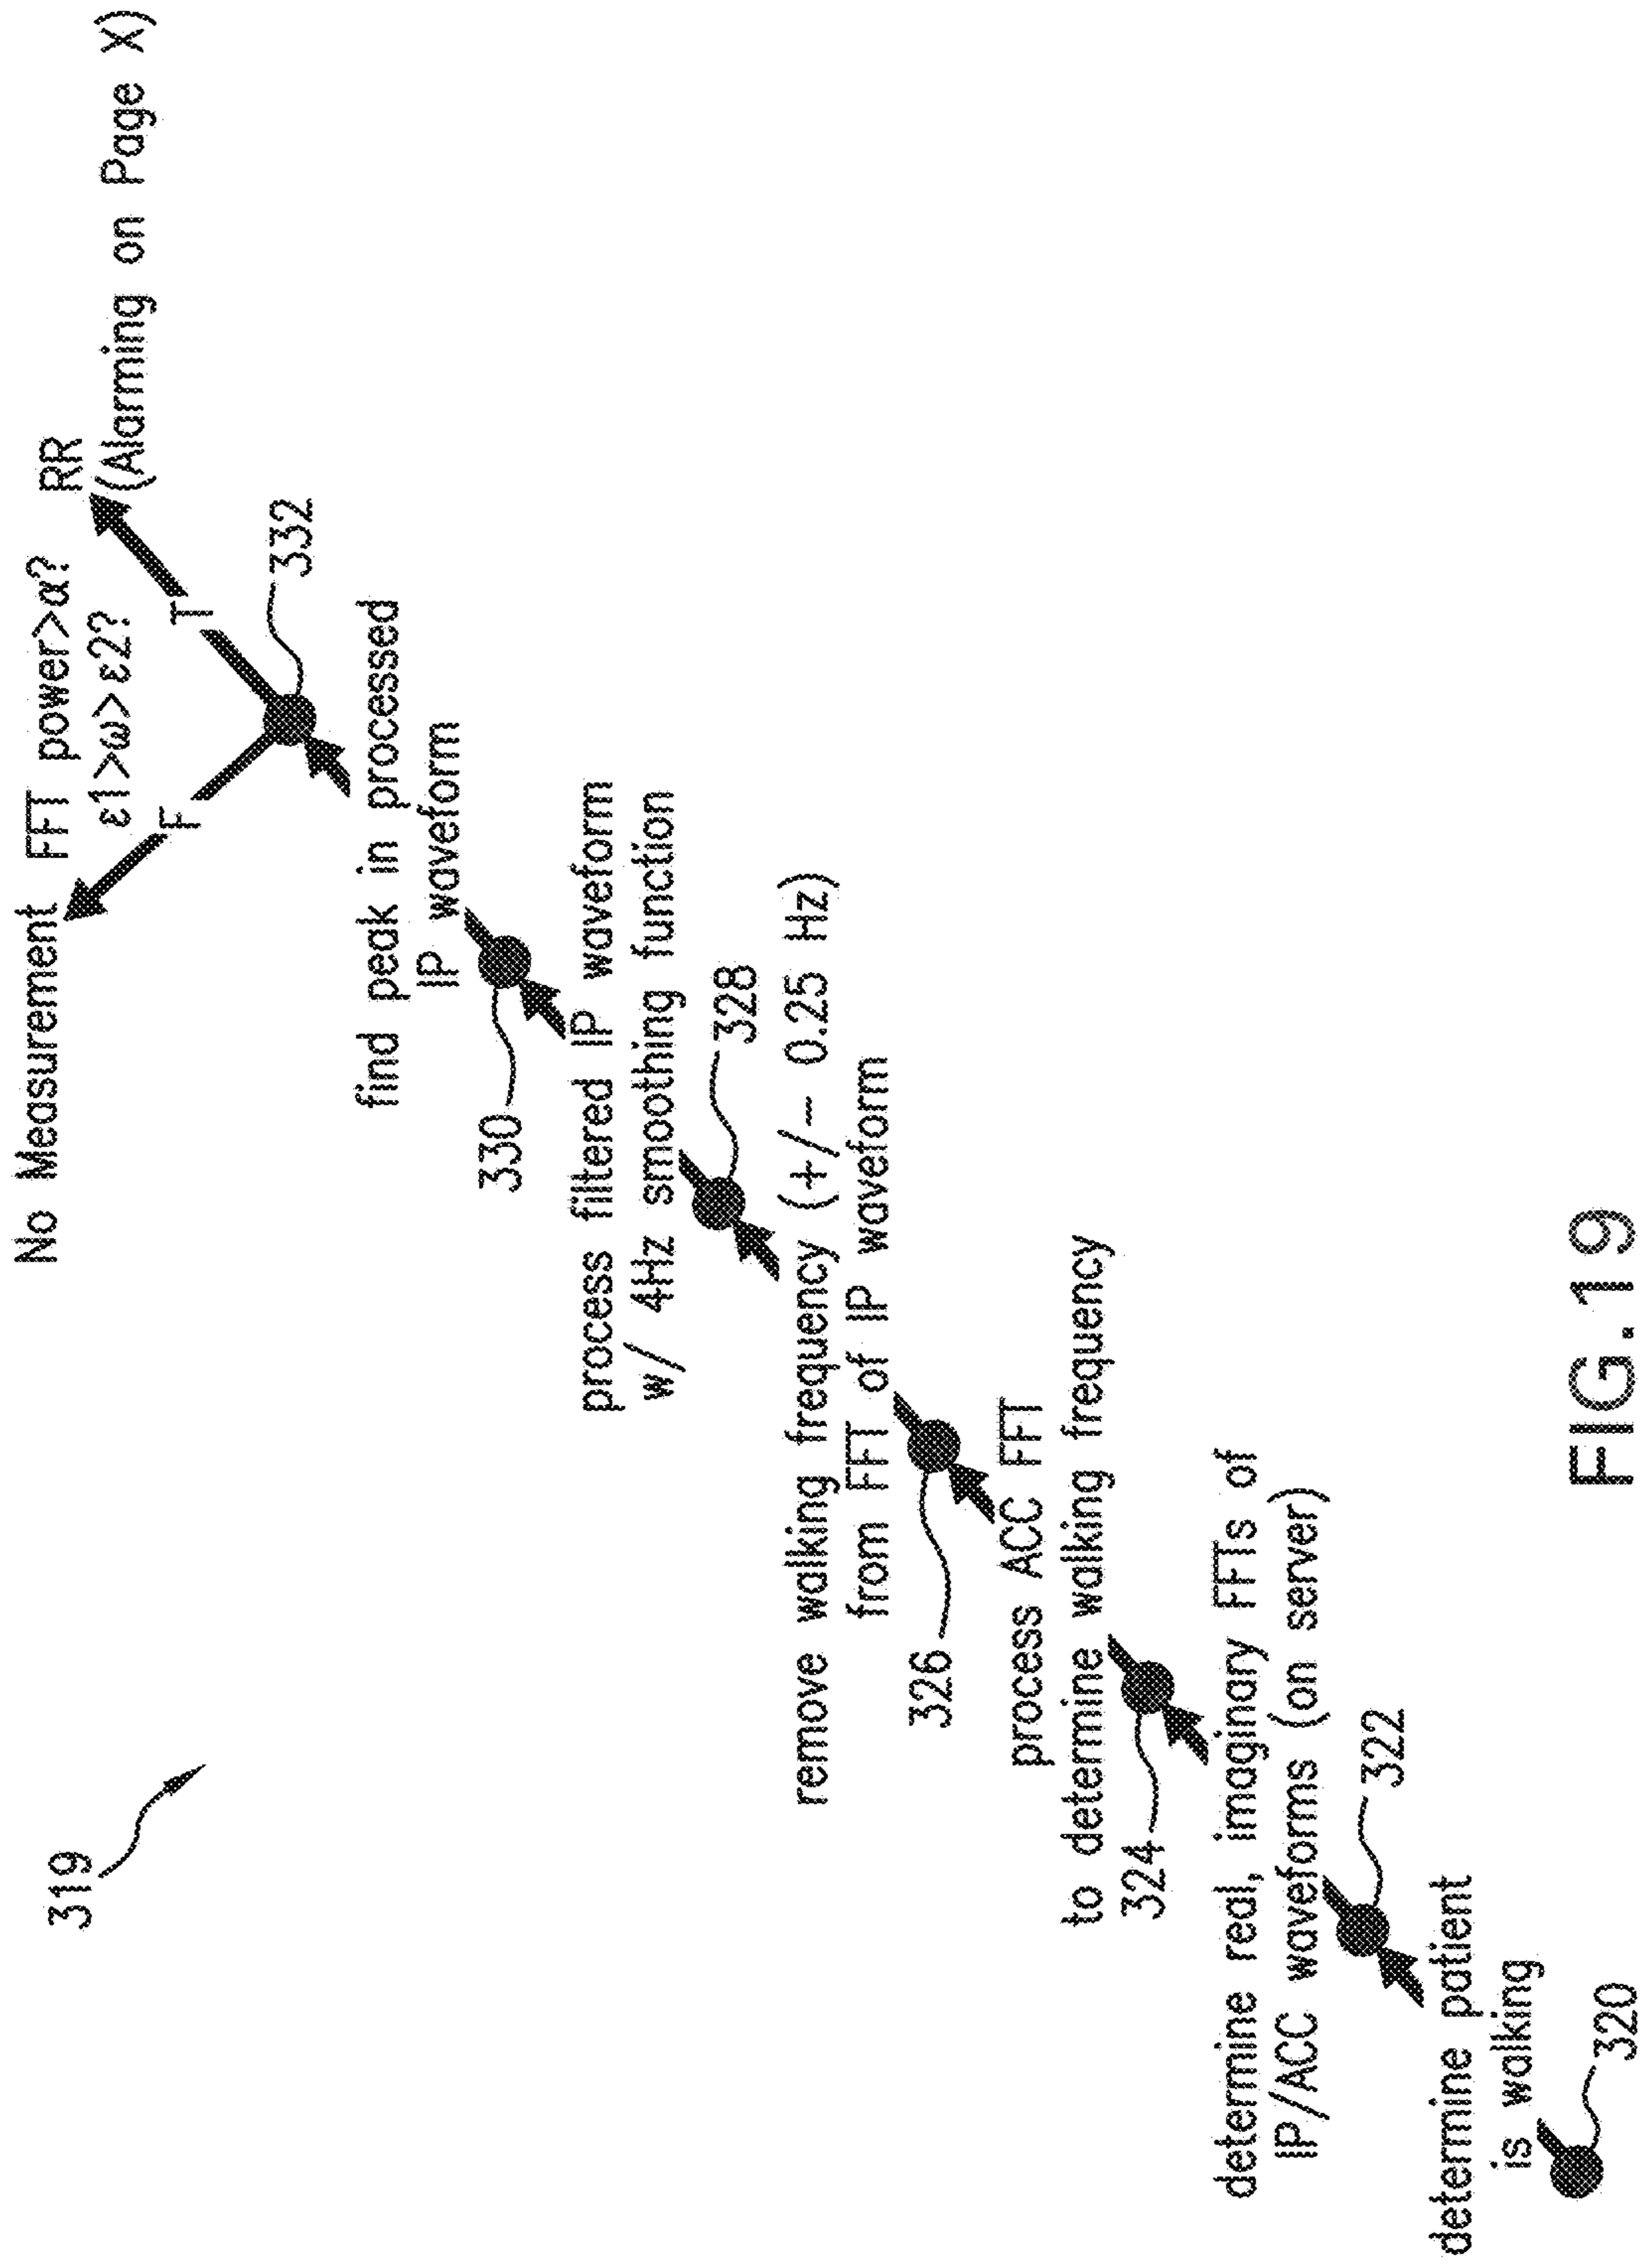 319
No Measurement
FFT power>α?
ε1>ω>ε2?
RR
(Alarming on Page X)
F
T
332
find peak in processed
IP waveform
330
process filtered IP waveform
w/ 4Hz smoothing function
328
remove walking frequency (+/- 0.25 Hz)
from FFT of IP waveform
326
process ACC FFT
to determine walking frequency
324
determine real, imaginary FFTs of
IP/ACC waveforms (on server)
322
determine patient
is walking
320
FIG.19